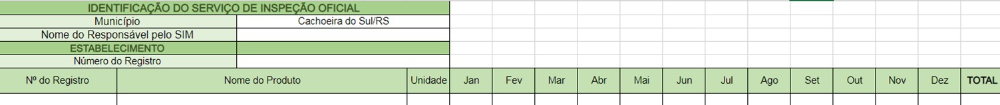 IDENTIFICAÇÃO DO SERVIÇO DE INSPEÇÃO OFICIAL
Município Cachoeira do Sul/RS
Nome do Responsável pelo SIM
ESTABELECIMENTO
Número do Registro
Nº do Registro Nome do Produto Unidade Jan Fev Mar Abr Mai Jun Jul Ago Set Out Nov Dez TOTAL